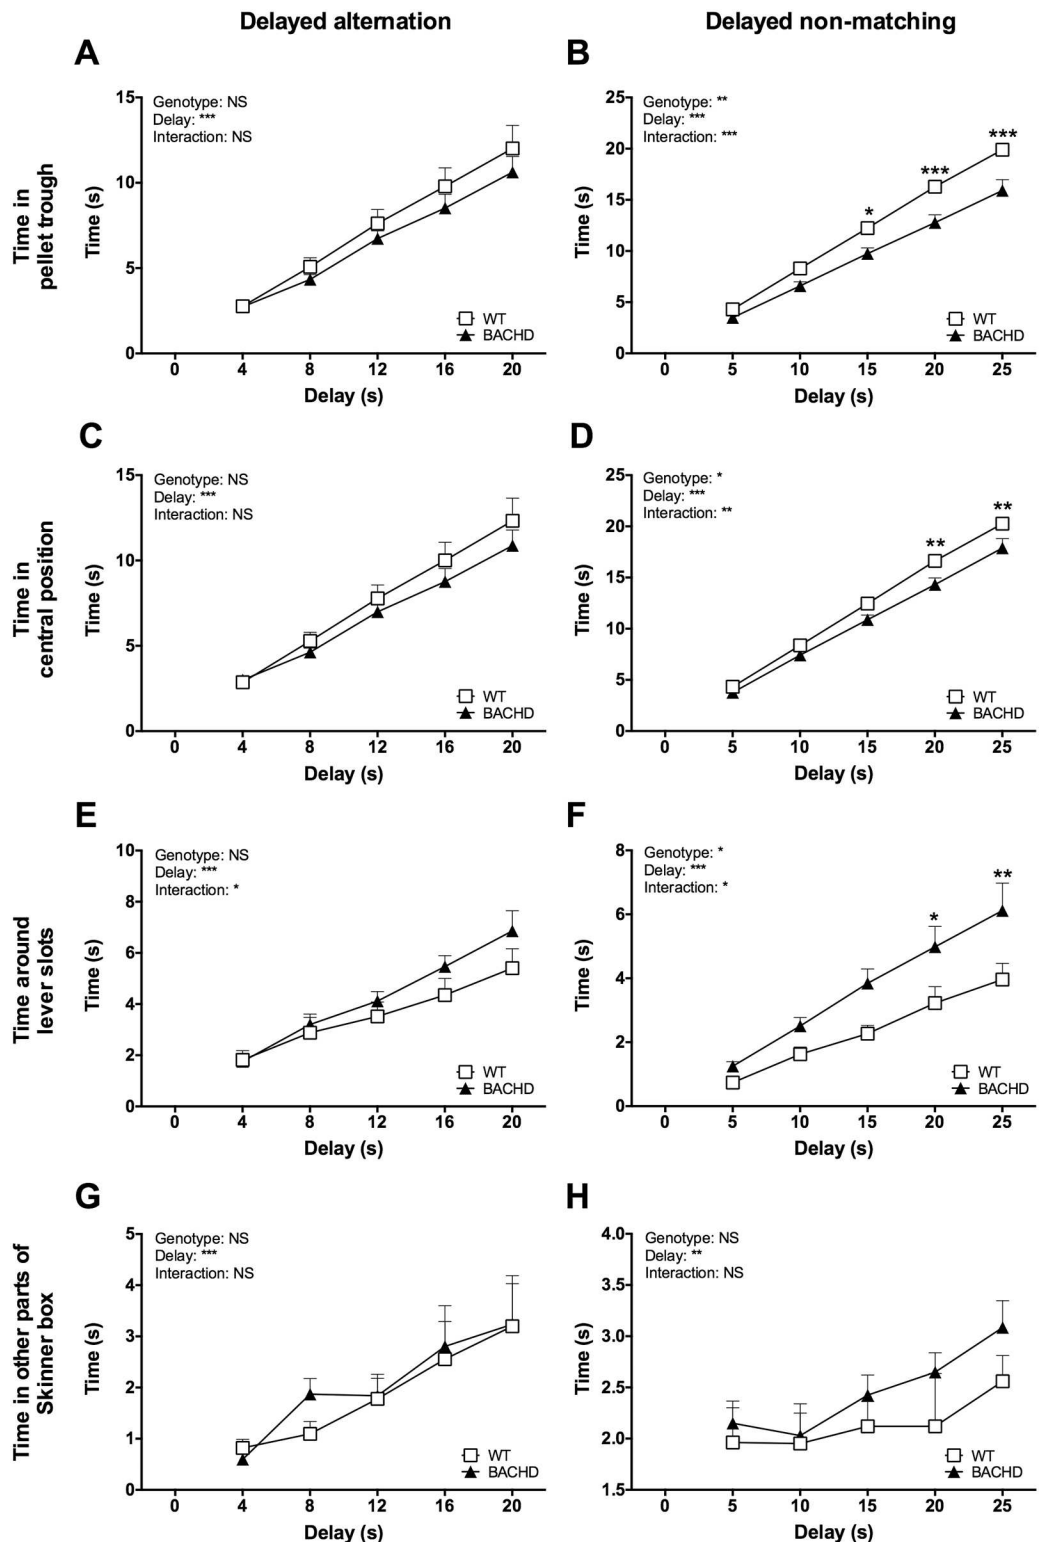 Delayed alternation
Delayed non-matching
A
Time in
pellet trough
Time (s)
15
10
5
0
Genotype: NS
Delay: ***
Interaction: NS
WT
BACHD
0 4 8 12 16 20
Delay (s)
B
Time (s)
25
20
15
10
5
0
Genotype: **
Delay: ***
Interaction: ***
*
***
***
WT
BACHD
0 5 10 15 20 25
Delay (s)
C
Time in
central position
Time (s)
15
10
5
0
Genotype: NS
Delay: ***
Interaction: NS
WT
BACHD
0 4 8 12 16 20
Delay (s)
D
Time (s)
25
20
15
10
5
0
Genotype: *
Delay: ***
Interaction: **
**
**
WT
BACHD
0 5 10 15 20 25
Delay (s)
E
Time around
lever slots
Time (s)
10
8
6
4
2
0
Genotype: NS
Delay: ***
Interaction: *
WT
BACHD
0 4 8 12 16 20
Delay (s)
F
Time (s)
8
6
4
2
0
Genotype: *
Delay: ***
Interaction: *
*
**
WT
BACHD
0 5 10 15 20 25
Delay (s)
G
Time in other parts of
Skinner box
Time (s)
5
4
3
2
1
0
Genotype: NS
Delay: ***
Interaction: NS
WT
BACHD
0 4 8 12 16 20
Delay (s)
H
Time (s)
4.0
3.5
3.0
2.5
2.0
1.5
Genotype: NS
Delay: **
Interaction: NS
WT
BACHD
0 5 10 15 20 25
Delay (s)